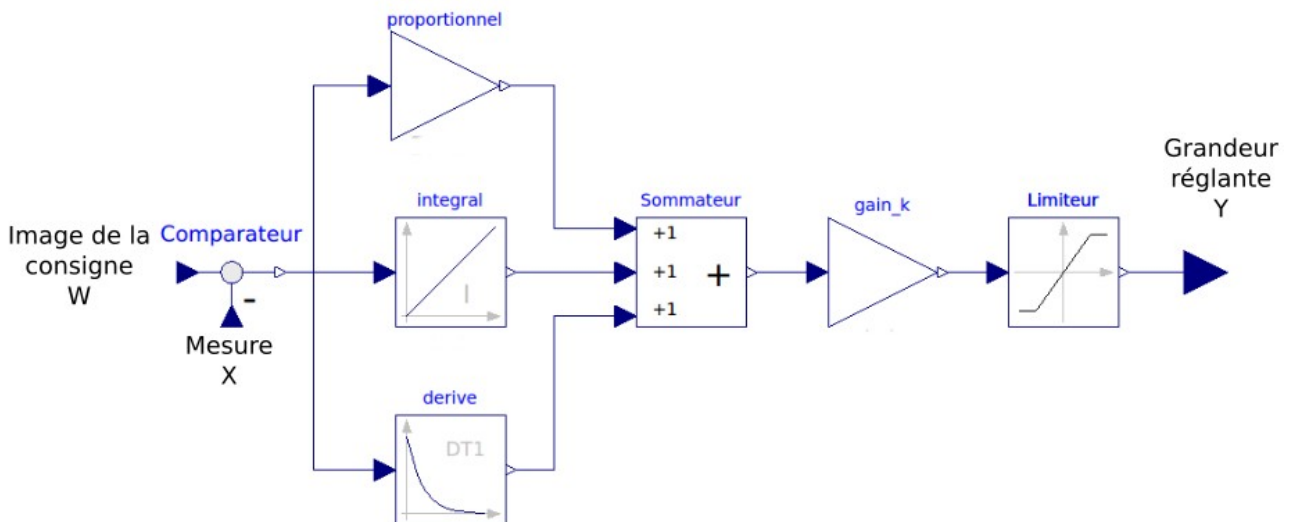 proportionnel
Image de la
consigne
W
Comparateur
-
Mesure
X
integral
I
derive
DT1
Sommateur
+1
+1
+
+1
gain_k
Limiteur
Grandeur
réglante
Y